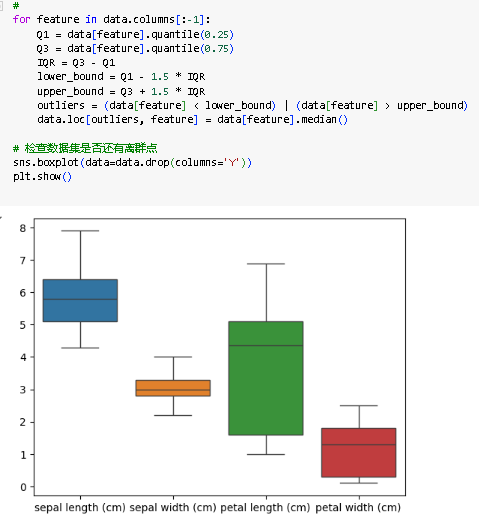 #
for feature in data.columns[:-1]:
    Q1 = data[feature].quantile(0.25)
    Q3 = data[feature].quantile(0.75)
    IQR = Q3 - Q1
    lower_bound = Q1 - 1.5 * IQR
    upper_bound = Q3 + 1.5 * IQR
    outliers = (data[feature] < lower_bound) | (data[feature] > upper_bound)
    data.loc[outliers, feature] = data[feature].median()
# 检查数据集是否还有离群点
sns.boxplot(data=data.drop(columns='Y'))
plt.show()
8
7
6
5
4
3
2
1
0
sepal length (cm) sepal width (cm) petal length (cm) petal width (cm)